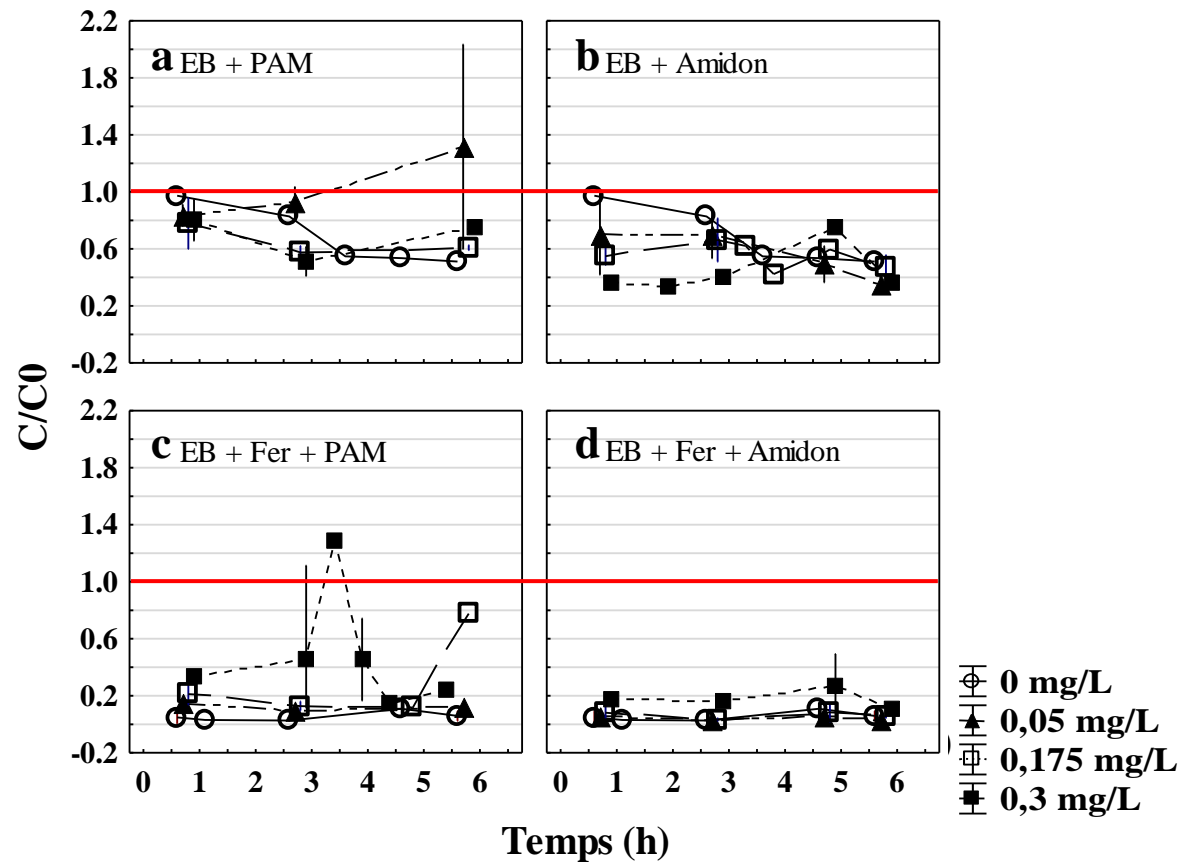 2.2
1.8
1.4
1.0
0.6
0.2
-0.2
a EB + PAM
b EB + Amidon
C/C0
2.2
1.8
1.4
1.0
0.6
0.2
-0.2
c EB + Fer + PAM
d EB + Fer + Amidon
0 1 2 3 4 5 6
0 1 2 3 4 5 6
Temps (h)
0 mg/L
0,05 mg/L
0,175 mg/L
0,3 mg/L